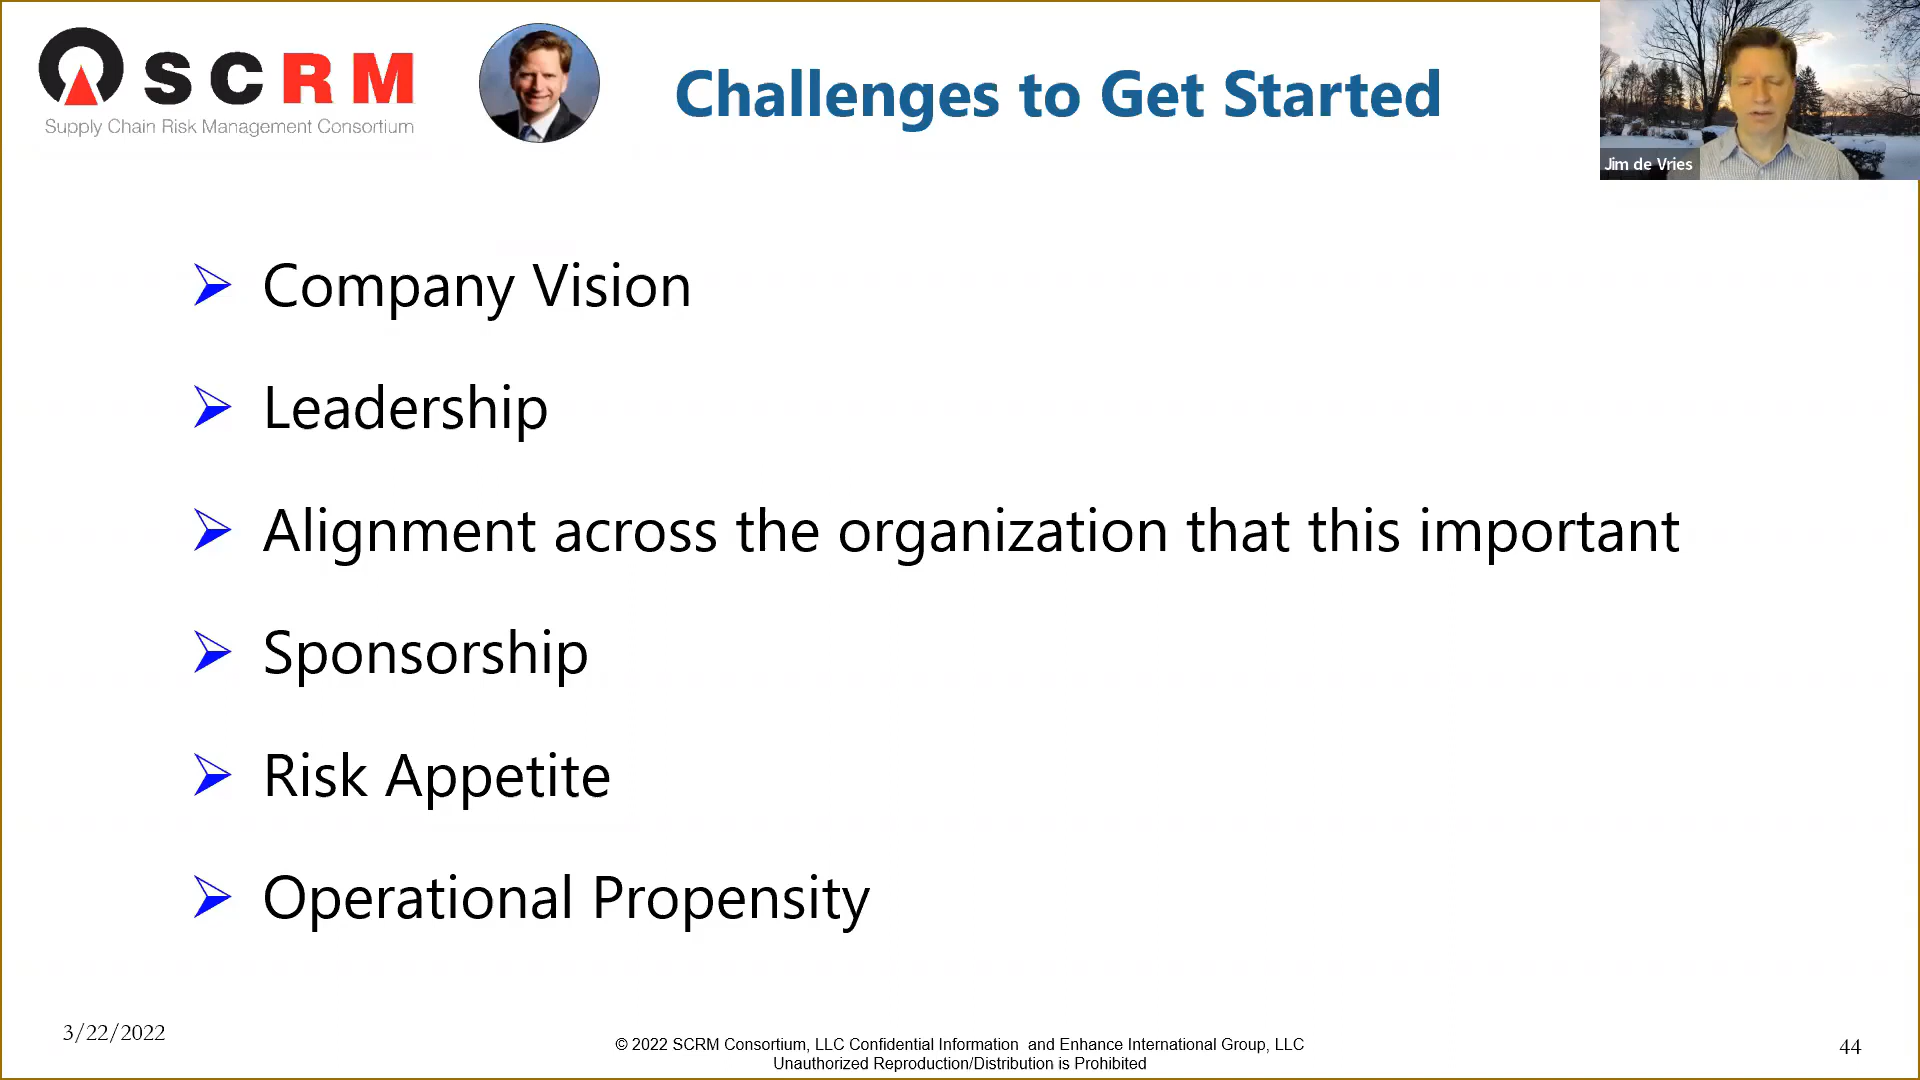 SCRM
Supply Chain Risk Management Consortium
Challenges to Get Started
Jim de Vries
Company Vision
Leadership
Alignment across the organization that this important
Sponsorship
Risk Appetite
Operational Propensity
3/22/2022
© 2022 SCRM Consortium, LLC Confidential Information and Enhance International Group, LLC
Unauthorized Reproduction/Distribution is Prohibited
44